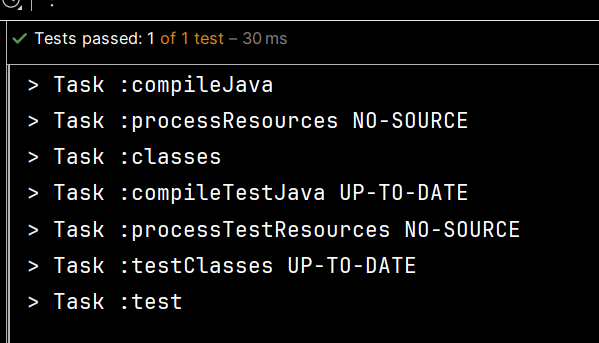 Tests passed: 1 of 1 test – 30 ms
> Task :compileJava
> Task :processResources NO-SOURCE
> Task :classes
> Task :compileTestJava UP-TO-DATE
> Task :processTestResources NO-SOURCE
> Task :testClasses UP-TO-DATE
> Task :test